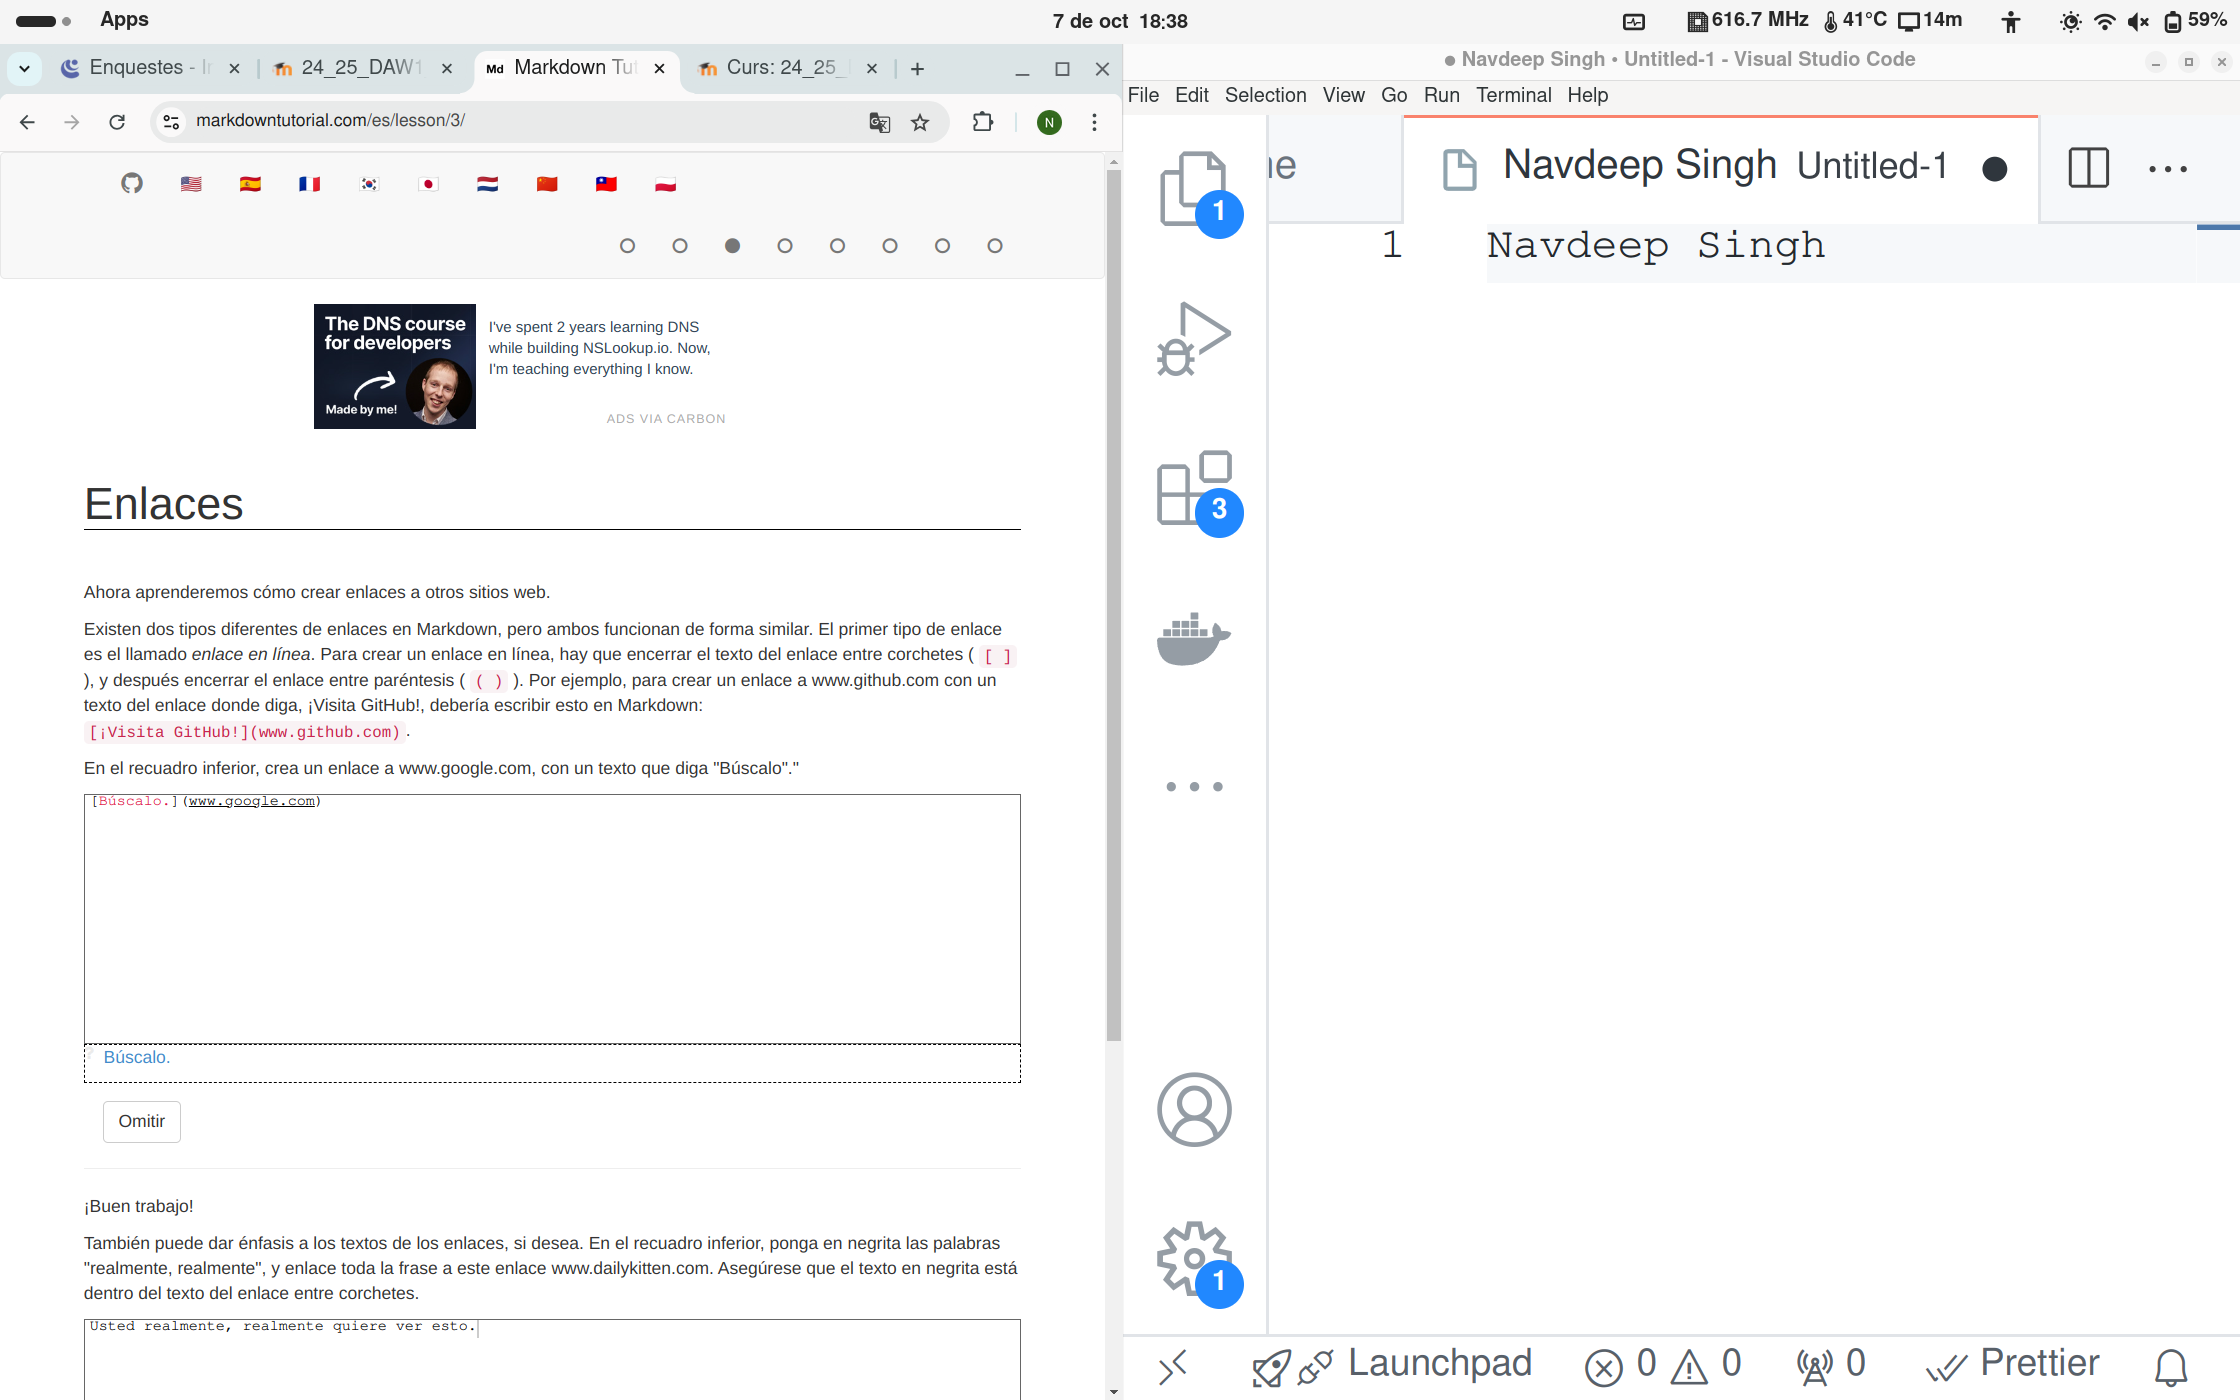 Apps
7 de oct 18:38
616.7 MHz 41°C 14m 59%
Enquestes - 
24_25_DAW1
Markdown Tut
Curs: 24_25_
markdowntutorial.com/es/lesson/3/
N
The DNS course
for developers
Made by me!
I've spent 2 years learning DNS
while building NSLookup.io. Now,
I'm teaching everything I know.
ADS VIA CARBON
Enlaces
Ahora aprenderemos cómo crear enlaces a otros sitios web.
Existen dos tipos diferentes de enlaces en Markdown, pero ambos funcionan de forma similar. El primer tipo de enlace
es el llamado enlace en línea. Para crear un enlace en línea, hay que encerrar el texto del enlace entre corchetes ( [ ]
), y después encerrar el enlace entre paréntesis ( ( ) ). Por ejemplo, para crear un enlace a www.github.com con un
texto del enlace donde diga, ¡Visita GitHub!, debería escribir esto en Markdown:
[¡Visita GitHub!](www.github.com).
En el recuadro inferior, crea un enlace a www.google.com, con un texto que diga "Búscalo"."
[Búscalo.](www.google.com)
Búscalo.
Omitir
¡Buen trabajo!
También puede dar énfasis a los textos de los enlaces, si desea. En el recuadro inferior, ponga en negrita las palabras
"realmente, realmente", y enlace toda la frase a este enlace www.dailykitten.com. Asegúrese que el texto en negrita está
dentro del texto del enlace entre corchetes.
Usted realmente, realmente quiere ver esto.
● Navdeep Singh • Untitled-1 - Visual Studio Code
File Edit Selection View Go Run Terminal Help
Navdeep Singh Untitled-1
1 Navdeep Singh
1
3
1
Launchpad 0 0 0 Prettier